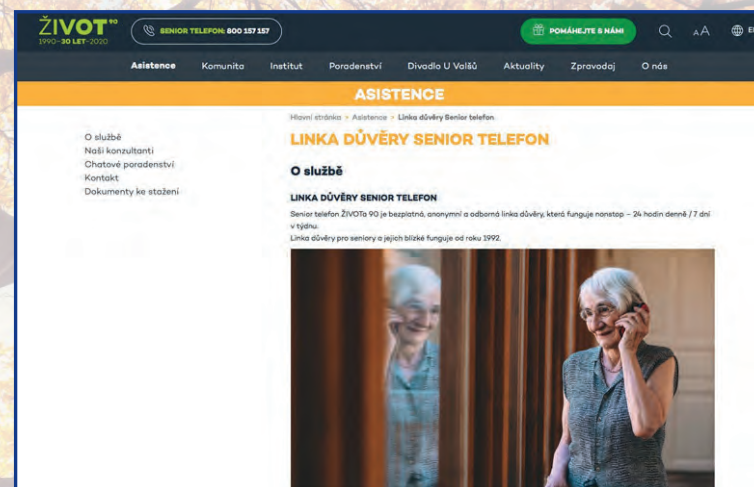 ŽIVOT90
1990–30 LET–2020
SENIOR TELEFON: 800 157 157
POMÁHEJTE S NÁMI
AA
Asistence Komunita Institut Poradenství Divadlo U Valšů Aktuality Zpravodaj O nás
ASISTENCE
Hlavní stránka > Asistence > Linka důvěry Senior telefon
O službě
Naši konzultanti
Chatové poradenství
Kontakt
Dokumenty ke stažení
LINKA DŮVĚRY SENIOR TELEFON
O službě
LINKA DŮVĚRY SENIOR TELEFON
Senior telefon ŽIVOTa 90 je bezplatná, anonymní a odborná linka důvěry, která funguje nonstop – 24 hodin denně / 7 dní
v týdnu.
Linka důvěry pro seniory a jejich blízké funguje od roku 1992.